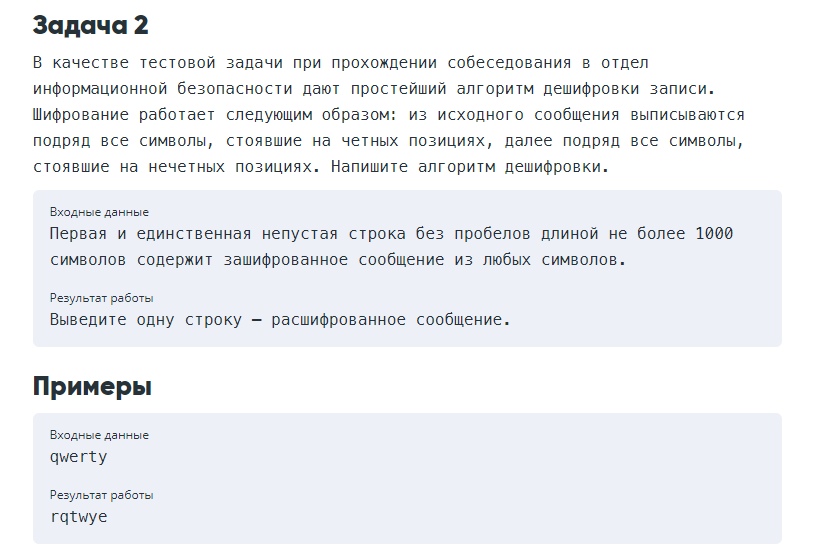 Задача 2
В качестве тестовой задачи при прохождении собеседования в отдел
информационной безопасности дают простейший алгоритм дешифровки записи.
Шифрование работает следующим образом: из исходного сообщения выписываются
подряд все символы, стоявшие на четных позициях, далее подряд все символы,
стоявшие на нечетных позициях. Напишите алгоритм дешифровки.
Входные данные
Первая и единственная непустая строка без пробелов длиной не более 1000
символов содержит зашифрованное сообщение из любых символов.
Результат работы
Выведите одну строку – расшифрованное сообщение.
Примеры
Входные данные
qwerty
Результат работы
rqtwye